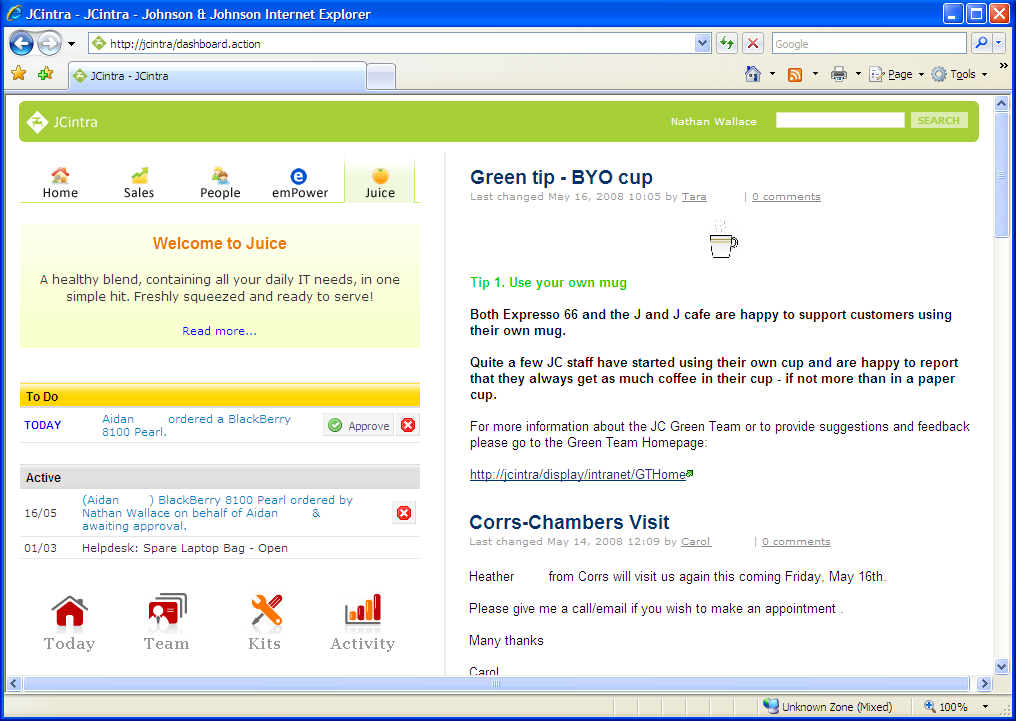 JCintra - JCintra - Johnson & Johnson Internet Explorer
http://jcintra/dashboard.action
Google
JCintra - JCintra
Page
Tools
JCintra
Nathan Wallace
SEARCH
Home
Sales
People
emPower
Juice
Welcome to Juice
A healthy blend, containing all your daily IT needs, in one
simple hit. Freshly squeezed and ready to serve!
Read more...
To Do
TODAY
Aidan ordered a BlackBerry
8100 Pearl.
Approve
Active
16/05
(Aidan ) BlackBerry 8100 Pearl ordered by
Nathan Wallace on behalf of Aidan &
awaiting approval.
01/03
Helpdesk: Spare Laptop Bag - Open
Today
Team
Kits
Activity
Green tip - BYO cup
Last changed May 16, 2008 10:05 by Tara | 0 comments
Tip 1. Use your own mug
Both Expresso 66 and the J and J cafe are happy to support customers using
their own mug.
Quite a few JC staff have started using their own cup and are happy to report
that they always get as much coffee in their cup - if not more than in a paper
cup.
For more information about the JC Green Team or to provide suggestions and feedback
please go to the Green Team Homepage:
http://jcintra/display/intranet/GTHome
Corrs-Chambers Visit
Last changed May 14, 2008 12:09 by Carol | 0 comments
Heather from Corrs will visit us again this coming Friday, May 16th.
Please give me a call/email if you wish to make an appointment .
Many thanks
Carol
Unknown Zone (Mixed)
100%